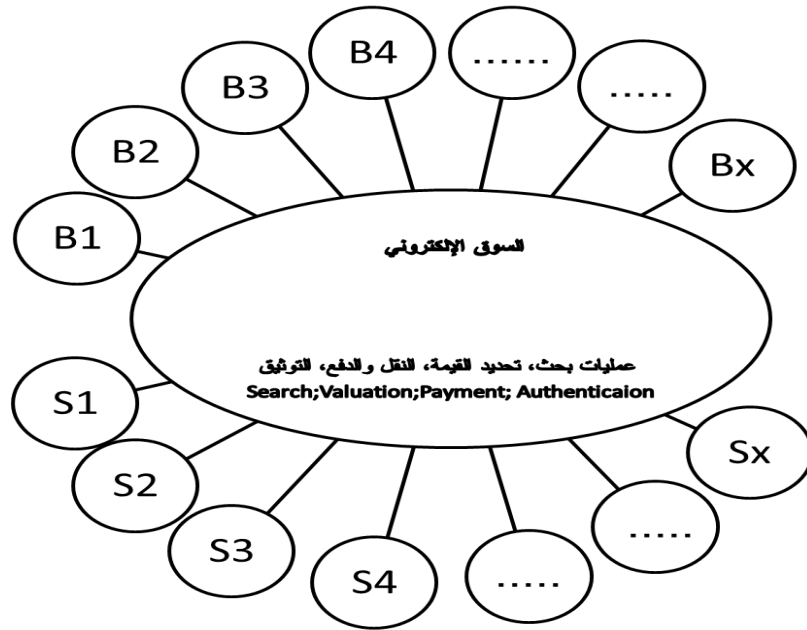 B1
B2
B3
B4
......
.....
Bx
السوق الإلكتروني
عمليات بحث، تحديد القيمة، النقل والدفع، التوثيق
Search;Valuation;Payment; Authenticaion
S1
S2
S3
S4
.....
.....
Sx